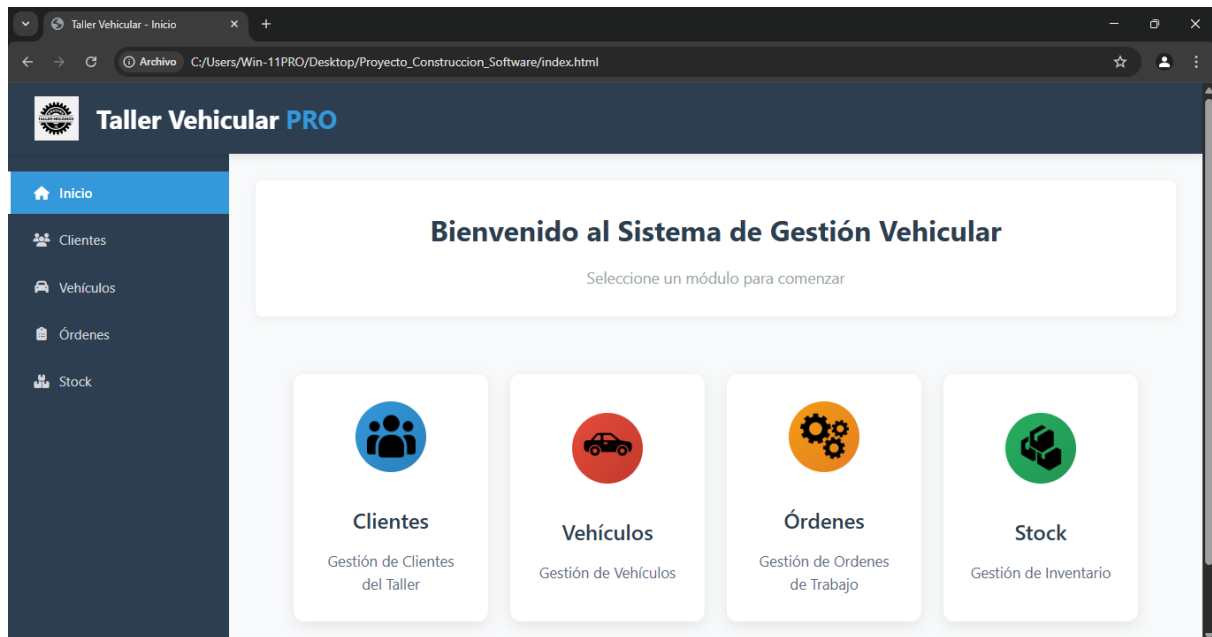 Taller Vehicular - Inicio
Archivo C:/Users/Win-11PRO/Desktop/Proyecto_Construccion_Software/index.html
Taller Vehicular PRO
Inicio
Clientes
Vehículos
Órdenes
Stock
Bienvenido al Sistema de Gestión Vehicular
Seleccione un módulo para comenzar
Clientes
Gestión de Clientes
del Taller
Vehículos
Gestión de Vehículos
Órdenes
Gestión de Ordenes
de Trabajo
Stock
Gestión de Inventario